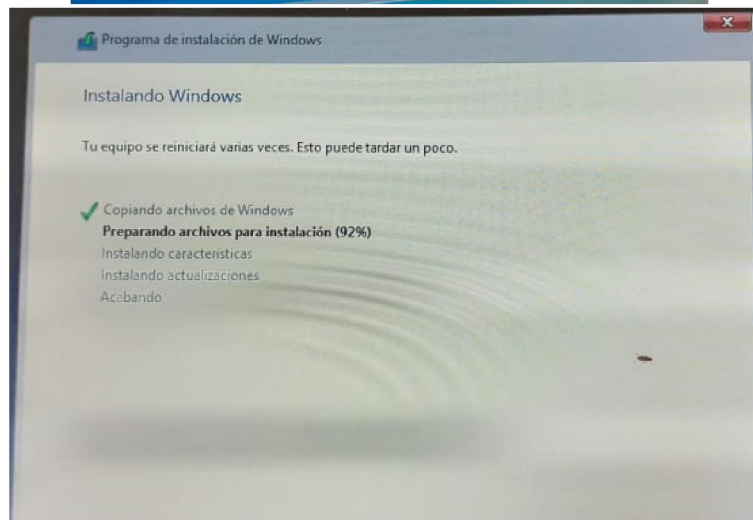 Programa de instalación de Windows
Instalando Windows
Tu equipo se reiniciará varias veces. Esto puede tardar un poco.
Copiando archivos de Windows
Preparando archivos para instalación (92%)
Instalando características
Instalando actualizaciones
Acabando